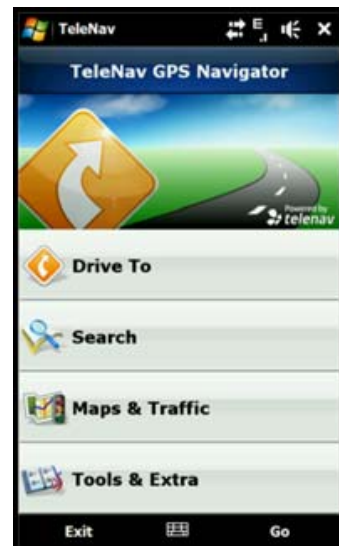 TeleNav E
TeleNav GPS Navigator
Powered by
telenav
Drive To
Search
Maps & Traffic
Tools & Extra
Exit Go